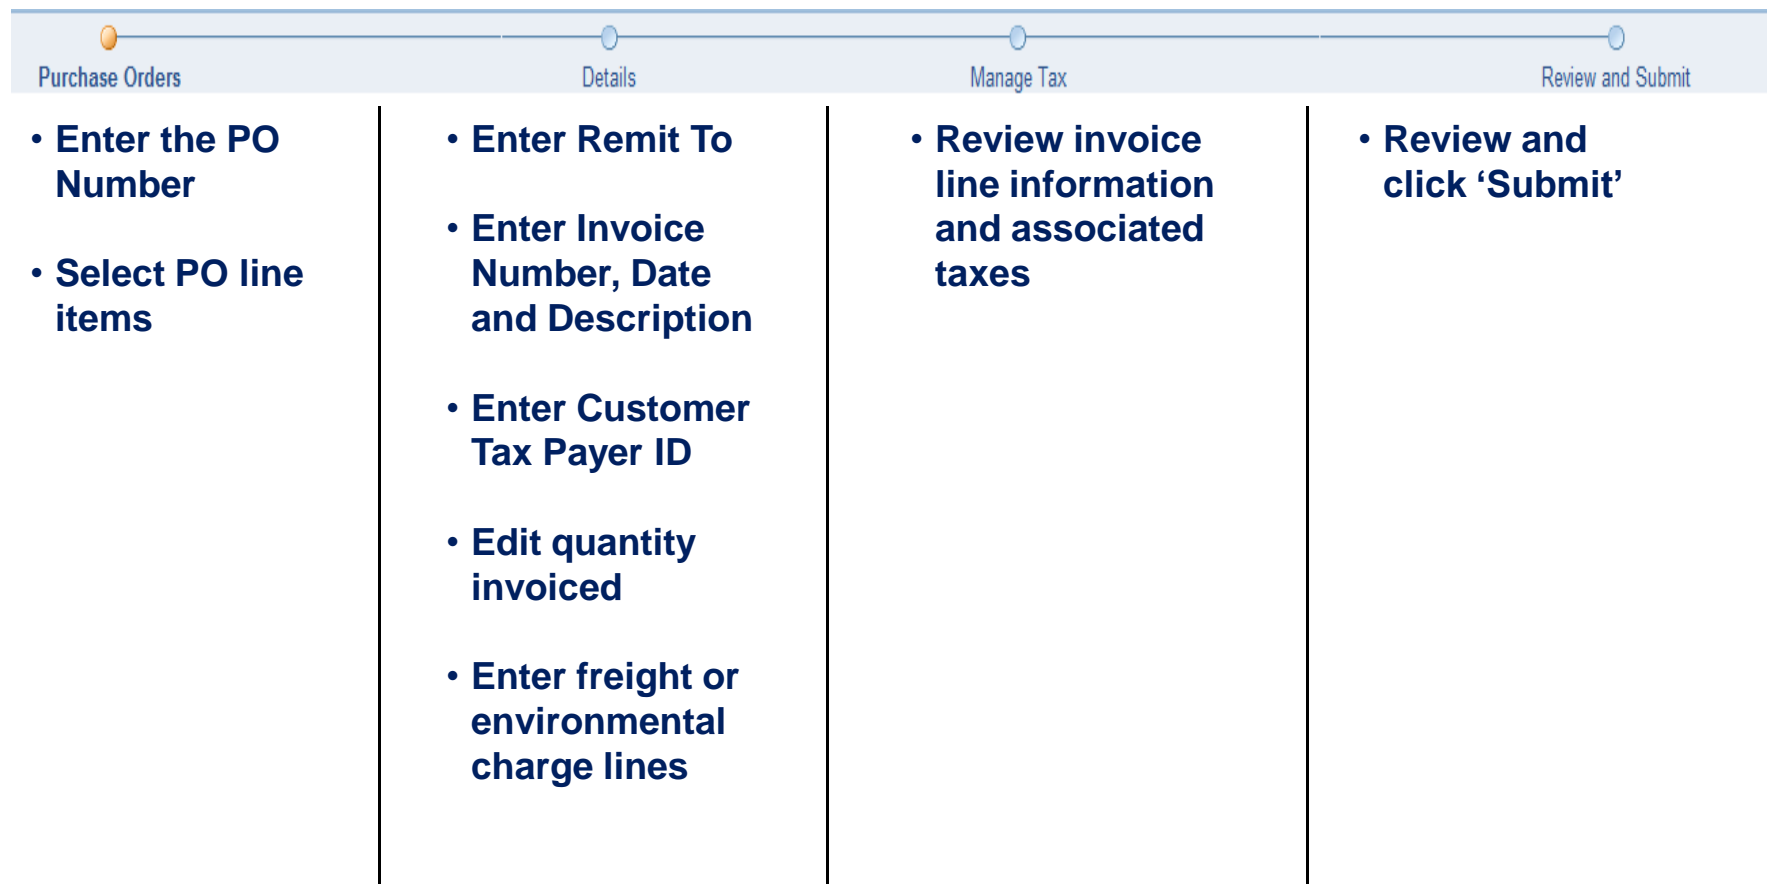 Purchase Orders
Details
Manage Tax
Review and Submit
• Enter the PO
Number
• Select PO line
items
• Enter Remit To
• Enter Invoice
Number, Date
and Description
• Enter Customer
Tax Payer ID
• Edit quantity
invoiced
• Enter freight or
environmental
charge lines
• Review invoice
line information
and associated
taxes
• Review and
click ‘Submit’